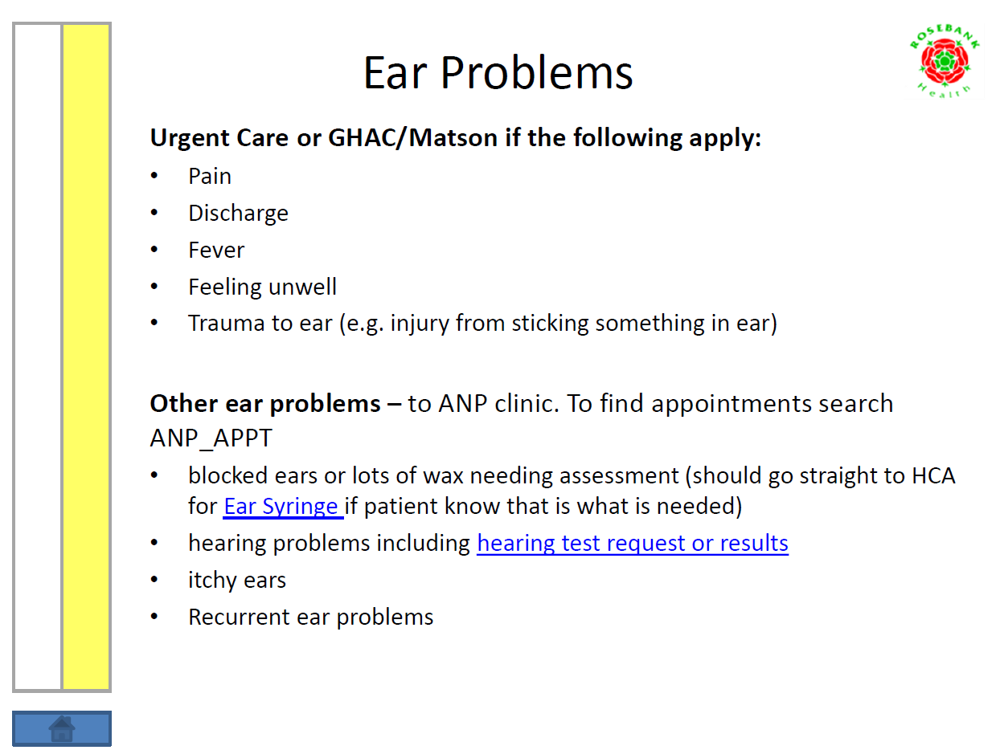 ROSEBANK
Health
Ear Problems
Urgent Care or GHAC/Matson if the following apply:
• Pain
• Discharge
• Fever
• Feeling unwell
• Trauma to ear (e.g. injury from sticking something in ear)
Other ear problems – to ANP clinic. To find appointments search
ANP_APPT
• blocked ears or lots of wax needing assessment (should go straight to HCA
for Ear Syringe if patient know that is what is needed)
• hearing problems including hearing test request or results
• itchy ears
• Recurrent ear problems